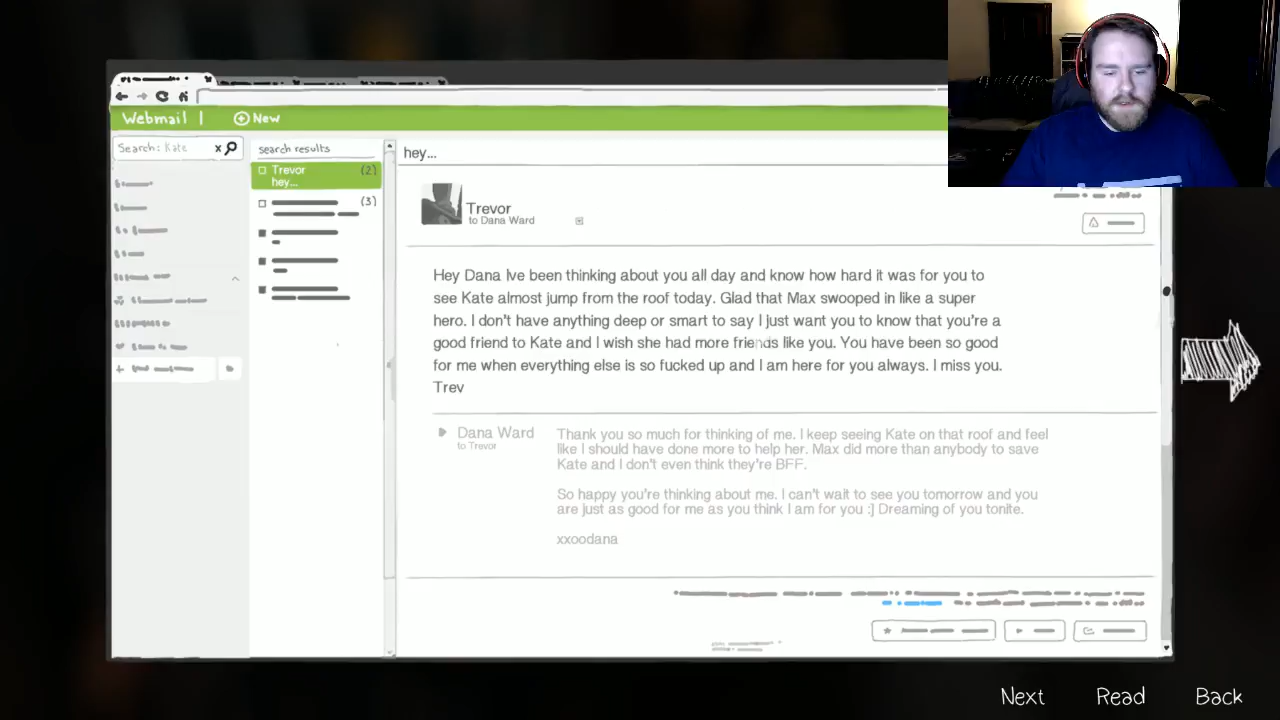 Webmail |
New
Search: Kate
x
search results
Trevor (2)
hey...
(3)
hey...
Trevor
to Dana Ward
Hey Dana Ive been thinking about you all day and know how hard it was for you to
see Kate almost jump from the roof today. Glad that Max swooped in like a super
hero. I don't have anything deep or smart to say I just want you to know that you're a
good friend to Kate and I wish she had more friends like you. You have been so good
for me when everything else is so fucked up and I am here for you always. I miss you.
Trev
Dana Ward
to Trevor
Thank you so much for thinking of me. I keep seeing Kate on that roof and feel
like I should have done more to help her. Max did more than anybody to save
Kate and I don't even think they're BFF.
So happy you're thinking about me. I can't wait to see you tomorrow and you
are just as good for me as you think I am for you :] Dreaming of you tonite.
xxoodana
Next Read Back